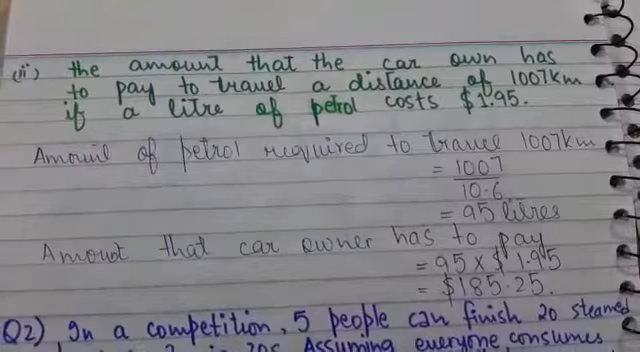 (ii) the amount that the car own has
to pay to travel a distance of 1007km
if a litre of petrol costs $1.95.
Amount of petrol required to travel 1007km
= 1007
10.6
= 95 litres
Amount that car owner has to pay
= 95 x $ 1.95
= $185.25.
Q2) In a competition, 5 people can finish 20 steamed
in 20s. Assuming everyone consumes